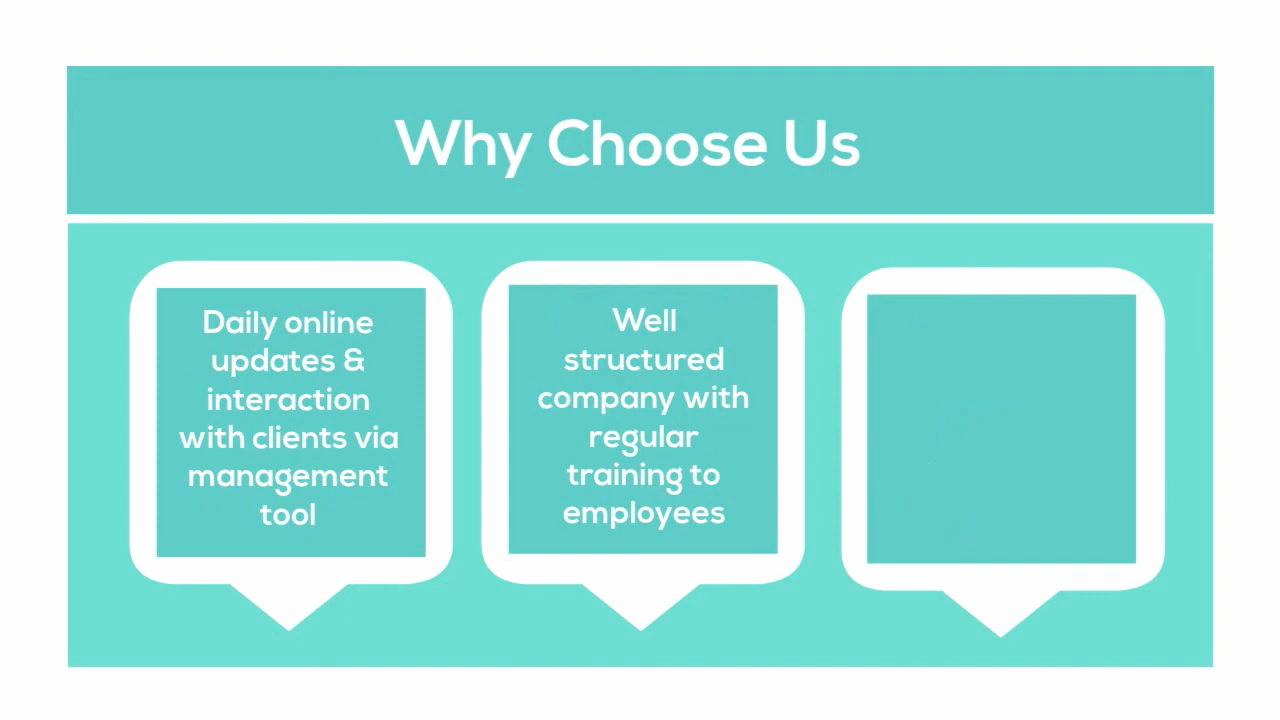 Why Choose Us
Daily online
updates &
interaction
with clients via
management
tool
Well
structured
company with
regular
training to
employees